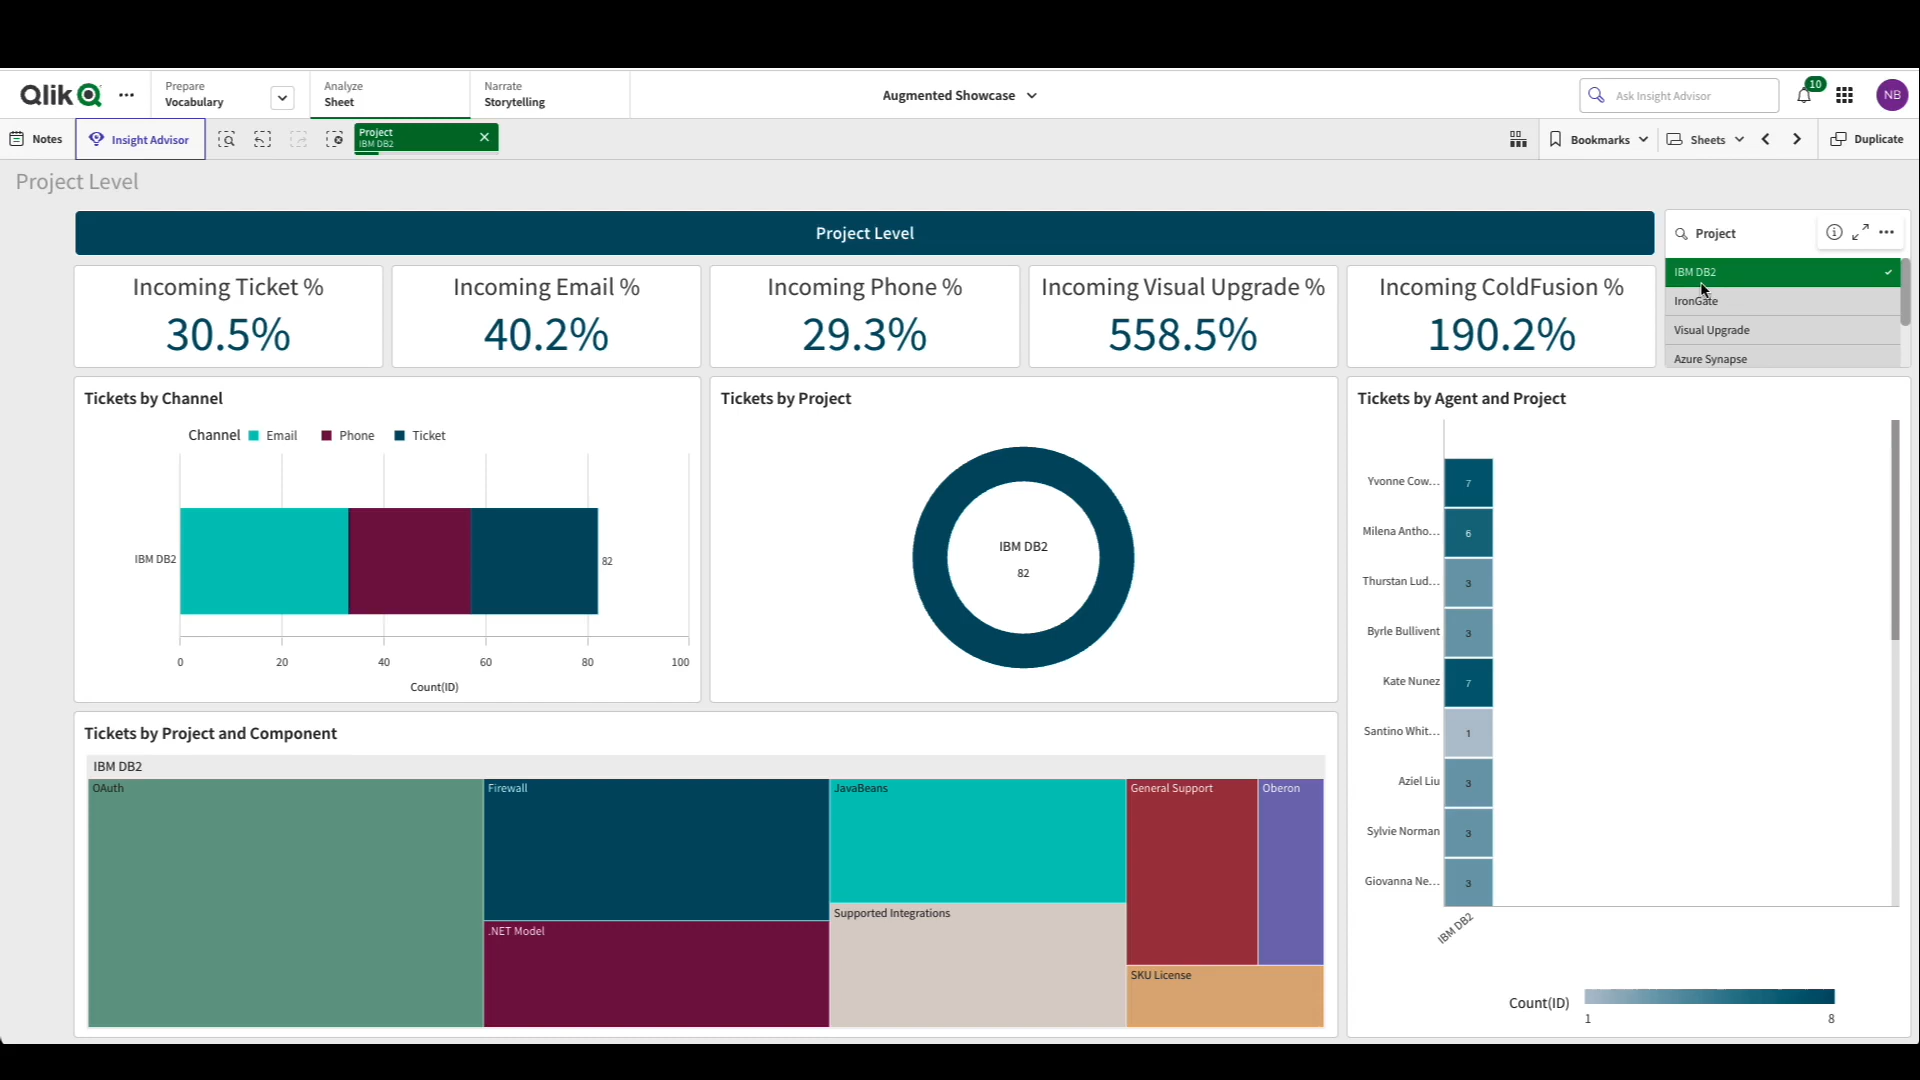 Qlik
Prepare
Vocabulary
Analyze
Sheet
Narrate
Storytelling
Augmented Showcase
Ask Insight Advisor
10
NB
Notes
Insight Advisor
Project
IBM DB2
Bookmarks
Sheets
Duplicate
Project Level
Project Level
Incoming Ticket %
30.5%
Incoming Email %
40.2%
Incoming Phone %
29.3%
Incoming Visual Upgrade %
558.5%
Incoming ColdFusion %
190.2%
Project
IBM DB2
IronGate
Visual Upgrade
Azure Synapse
Tickets by Channel
Channel Email Phone Ticket
IBM DB2
82
0 20 40 60 80 100
Count(ID)
Tickets by Project
IBM DB2
82
Tickets by Agent and Project
Yvonne Cow... 7
Milena Antho... 6
Thurstan Lud... 3
Byrle Bullivent 3
Kate Nunez 7
Santino Whit... 1
Aziel Liu 3
Sylvie Norman 3
Giovanna Ne... 3
IBM DB2
Count(ID)
1 8
Tickets by Project and Component
IBM DB2
OAuth
Firewall
.NET Model
JavaBeans
Supported Integrations
General Support
Oberon
SKU License